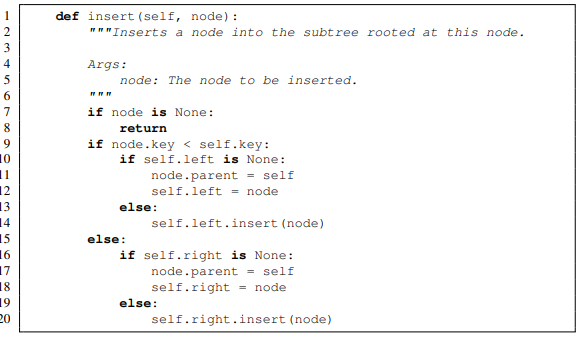 1 def insert(self, node):
2 """Inserts a node into the subtree rooted at this node.
3
4 Args:
5 node: The node to be inserted.
6 """
7 if node is None:
8 return
9 if node.key < self.key:
10 if self.left is None:
11 node.parent = self
12 self.left = node
13 else:
14 self.left.insert(node)
15 else:
16 if self.right is None:
17 node.parent = self
18 self.right = node
19 else:
20 self.right.insert(node)